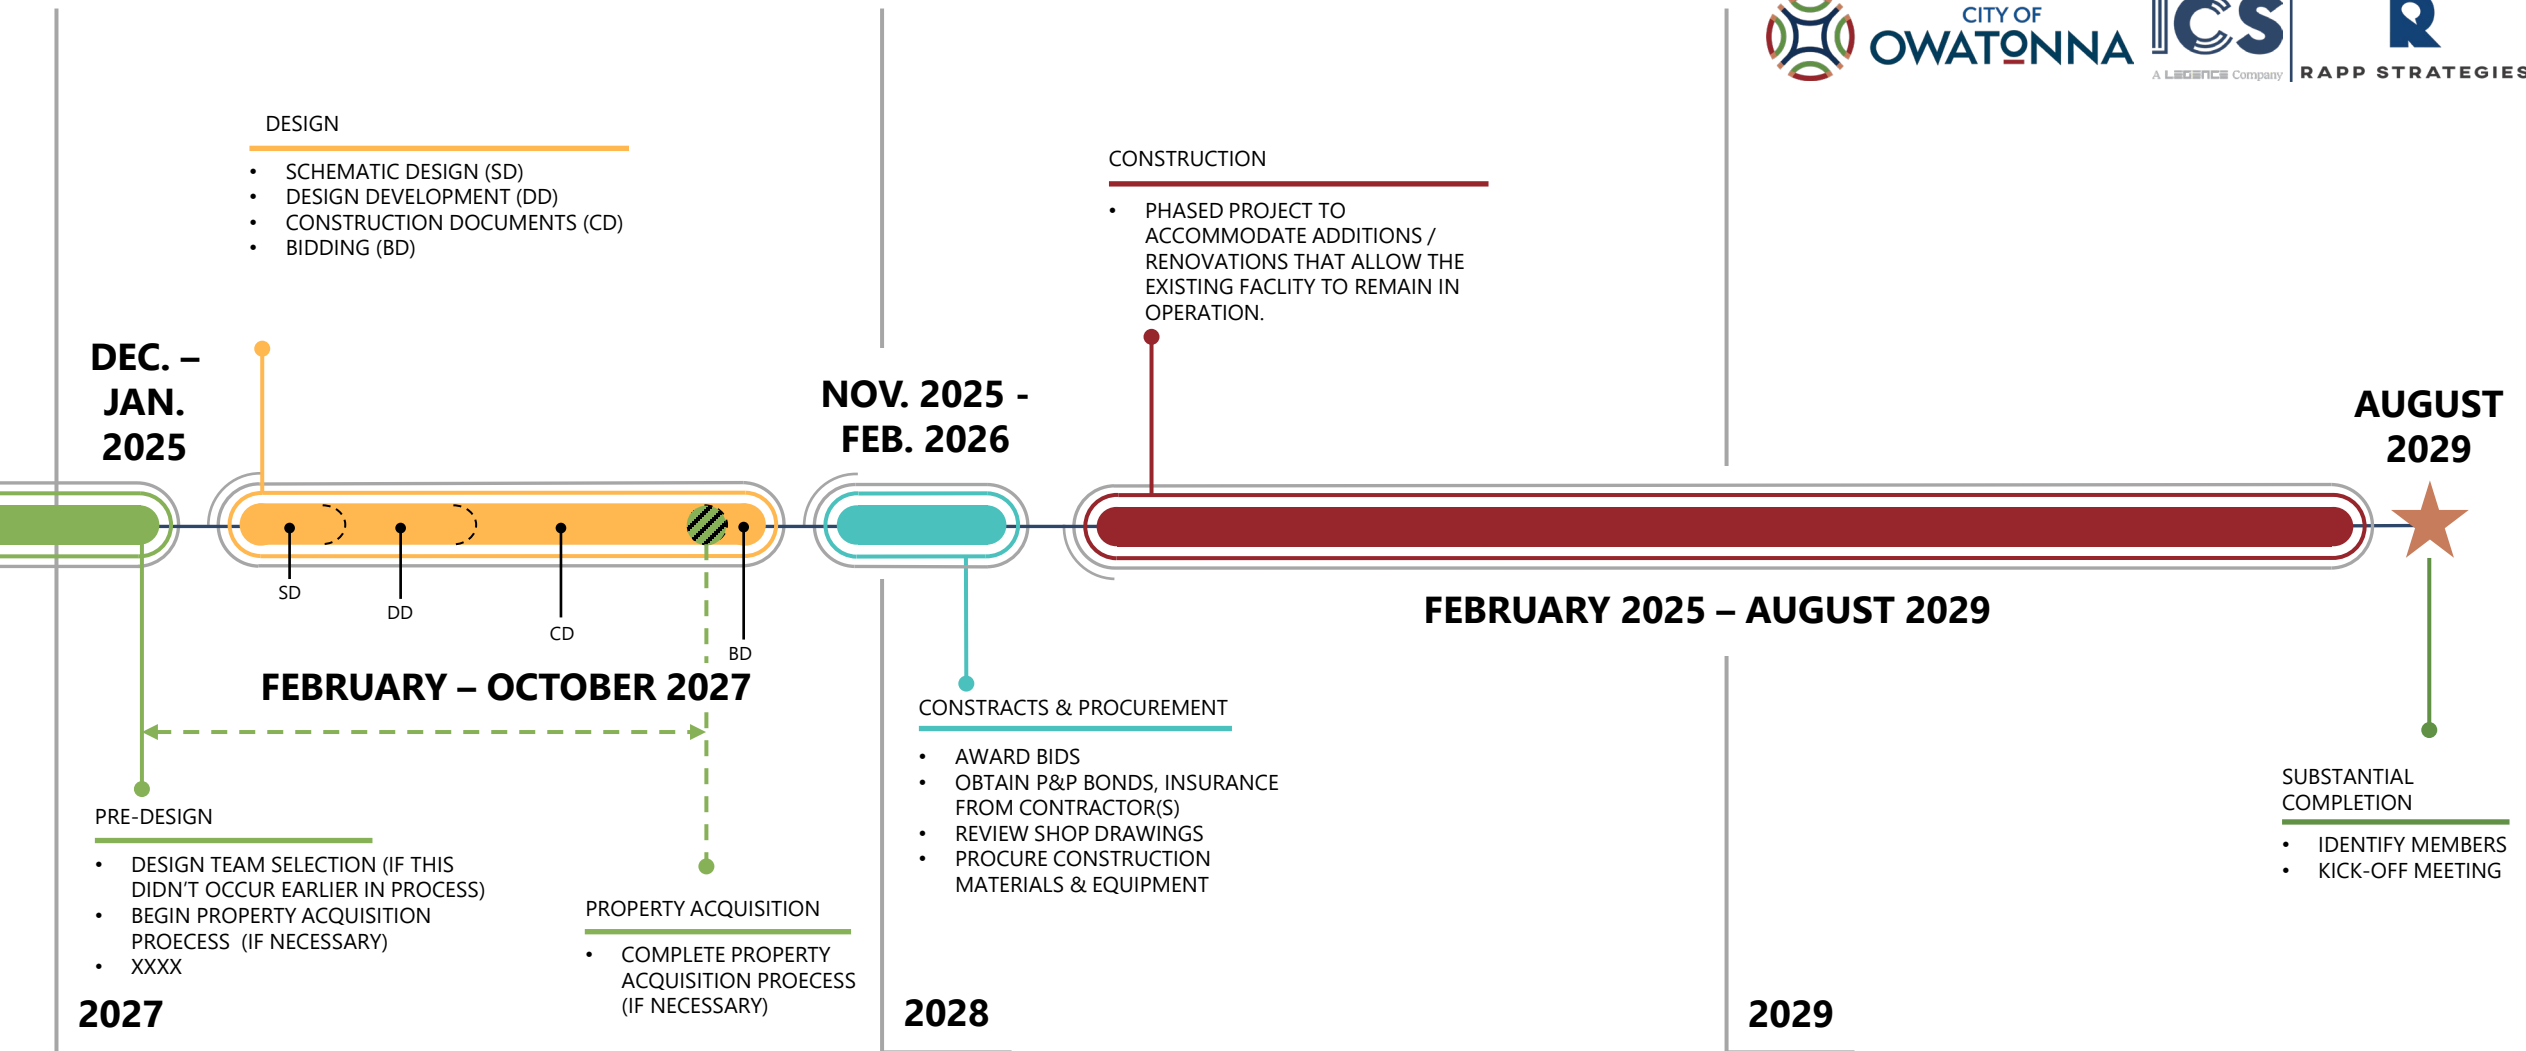 CITY OF
OWATONNA
ICS
A LEGENCE Company
R
RAPP STRATEGIES
DESIGN
• SCHEMATIC DESIGN (SD)
• DESIGN DEVELOPMENT (DD)
• CONSTRUCTION DOCUMENTS (CD)
• BIDDING (BD)
CONSTRUCTION
• PHASED PROJECT TO
ACCOMMODATE ADDITIONS /
RENOVATIONS THAT ALLOW THE
EXISTING FACLITY TO REMAIN IN
OPERATION.
DEC. –
JAN.
2025
NOV. 2025 -
FEB. 2026
AUGUST
2029
SD
DD
CD
BD
FEBRUARY – OCTOBER 2027
FEBRUARY 2025 – AUGUST 2029
PRE-DESIGN
• DESIGN TEAM SELECTION (IF THIS
DIDN'T OCCUR EARLIER IN PROCESS)
• BEGIN PROPERTY ACQUISITION
PROECESS (IF NECESSARY)
• XXXX
PROPERTY ACQUISITION
• COMPLETE PROPERTY
ACQUISITION PROECESS
(IF NECESSARY)
CONSTRACTS & PROCUREMENT
• AWARD BIDS
• OBTAIN P&P BONDS, INSURANCE
FROM CONTRACTOR(S)
• REVIEW SHOP DRAWINGS
• PROCURE CONSTRUCTION
MATERIALS & EQUIPMENT
SUBSTANTIAL
COMPLETION
• IDENTIFY MEMBERS
• KICK-OFF MEETING
2027
2028
2029